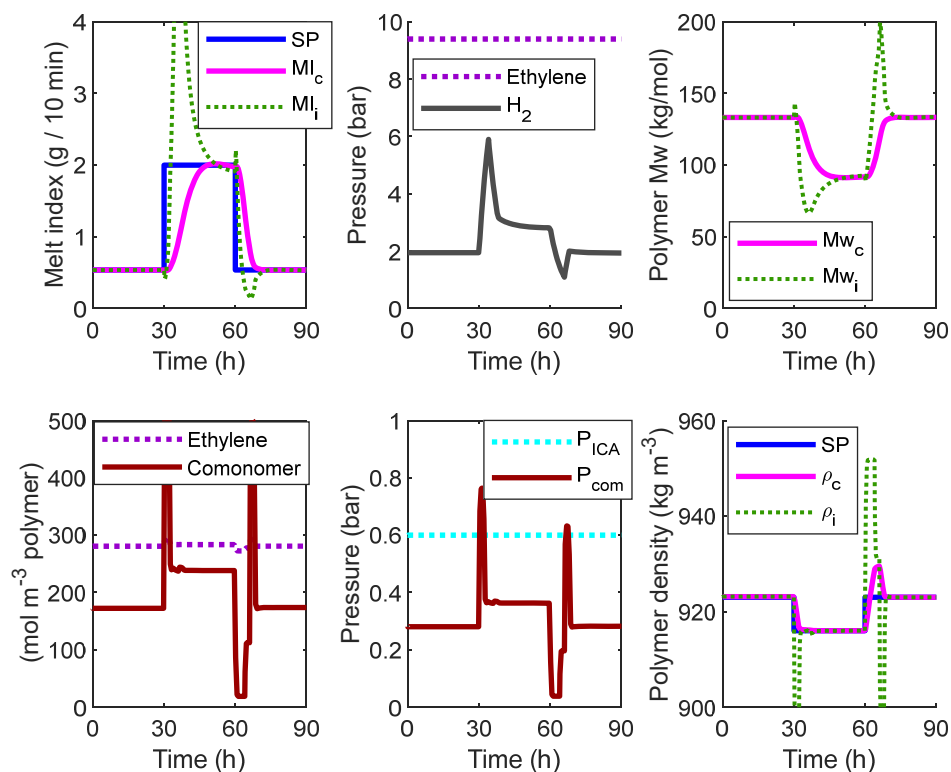 Melt index (g / 10 min)
4
3
2
1
0
SP
MI_c
MI_i
0 30 60 90
Time (h)
Pressure (bar)
10
8
6
4
2
0
Ethylene
H_2
0 30 60 90
Time (h)
Polymer Mw (kg/mol)
200
150
100
50
0
Mw_c
Mw_i
0 30 60 90
Time (h)
(mol m^-3 polymer)
500
400
300
200
100
0
Ethylene
Comonomer
0 30 60 90
Time (h)
Pressure (bar)
1
0.8
0.6
0.4
0.2
0
P_ICA
P_com
0 30 60 90
Time (h)
Polymer density (kg m^-3)
960
940
920
900
SP
ρ_c
ρ_i
0 30 60 90
Time (h)